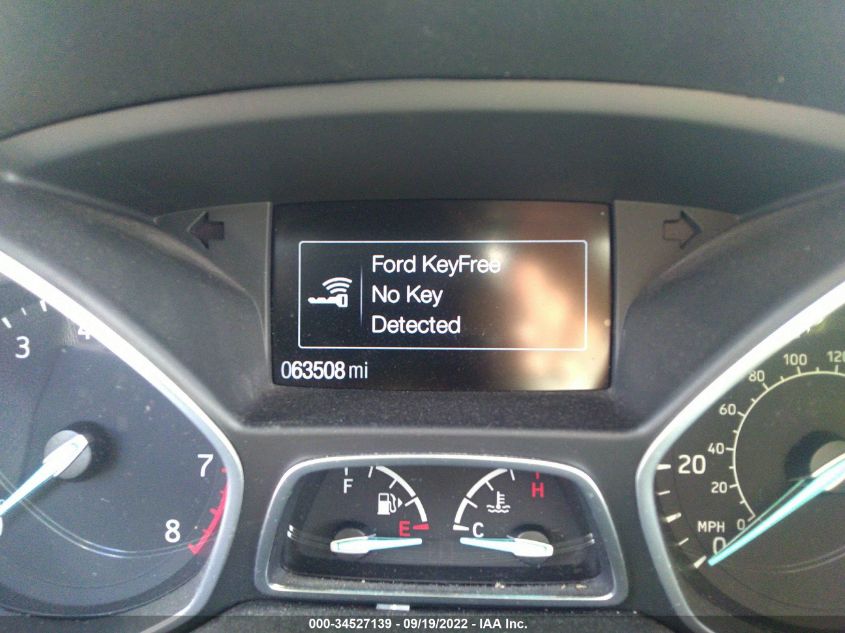 Ford KeyFree
No Key
Detected
063508 mi
3
4
7
8
F
E
C
H
20
0
MPH
0
20
40
60
80
100
120
000-34527139 - 09/19/2022 - IAA Inc.